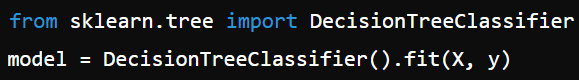 from sklearn.tree import DecisionTreeClassifier
model = DecisionTreeClassifier().fit(X, y)